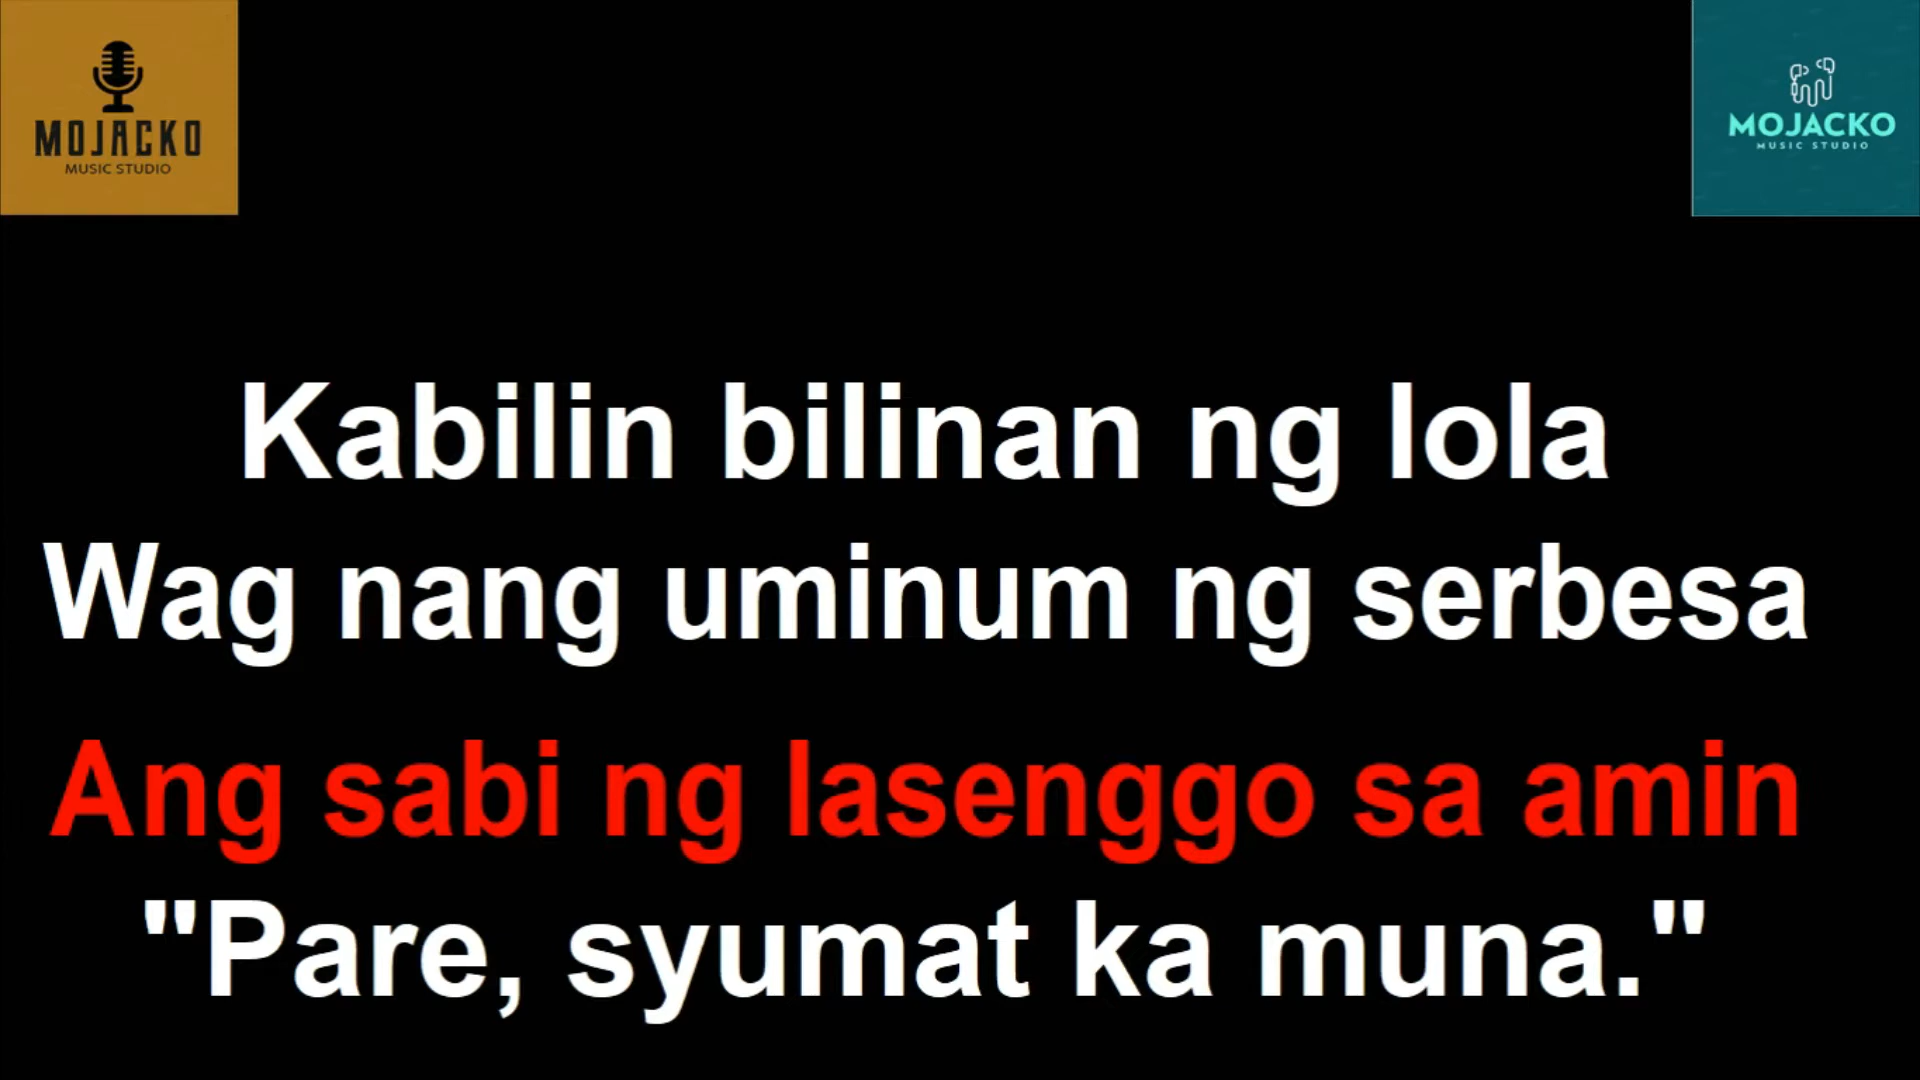 MOJACKO
MUSIC STUDIO
MOJACKO
MUSIC STUDIO
Kabilin bilinan ng lola
Wag nang uminum ng serbesa
Ang sabi ng lasenggo sa amin
"Pare, syumat ka muna."